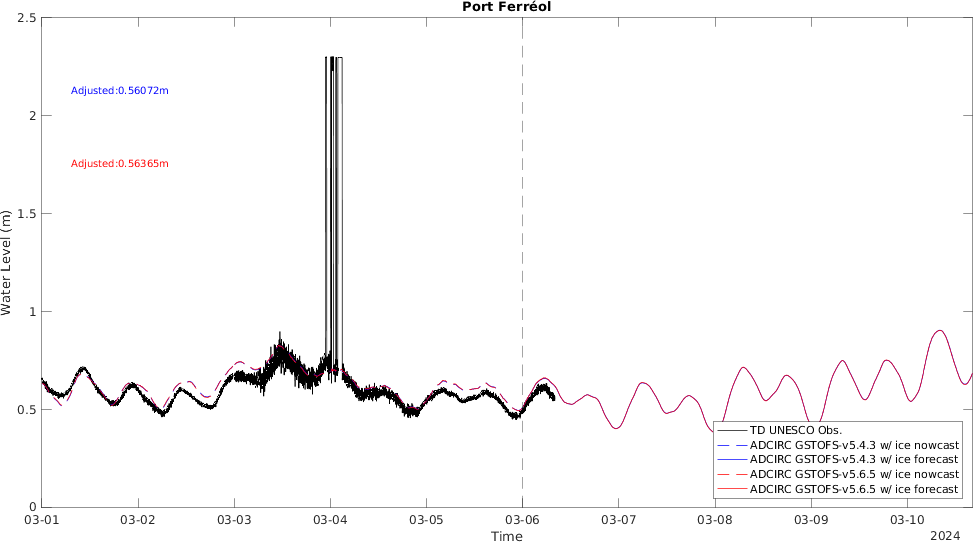 Port Ferréol
2.5
2
1.5
1
0.5
0
Water Level (m)
Adjusted:0.56072m
Adjusted:0.56365m
TD UNESCO Obs.
ADCIRC GSTOFS-v5.4.3 w/ ice nowcast
ADCIRC GSTOFS-v5.4.3 w/ ice forecast
ADCIRC GSTOFS-v5.6.5 w/ ice nowcast
ADCIRC GSTOFS-v5.6.5 w/ ice forecast
03-01 03-02 03-03 03-04 03-05 03-06 03-07 03-08 03-09 03-10
Time
2024